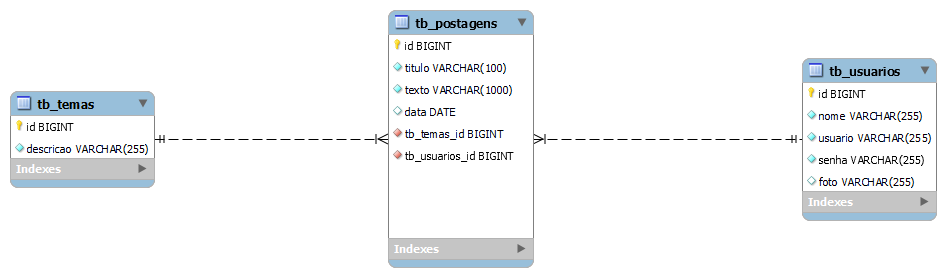 tb_temas
id BIGINT
descricao VARCHAR(255)
Indexes
tb_postagens
id BIGINT
titulo VARCHAR(100)
texto VARCHAR(1000)
data DATE
tb_temas_id BIGINT
tb_usuarios_id BIGINT
Indexes
tb_usuarios
id BIGINT
nome VARCHAR(255)
usuario VARCHAR(255)
senha VARCHAR(255)
foto VARCHAR(255)
Indexes